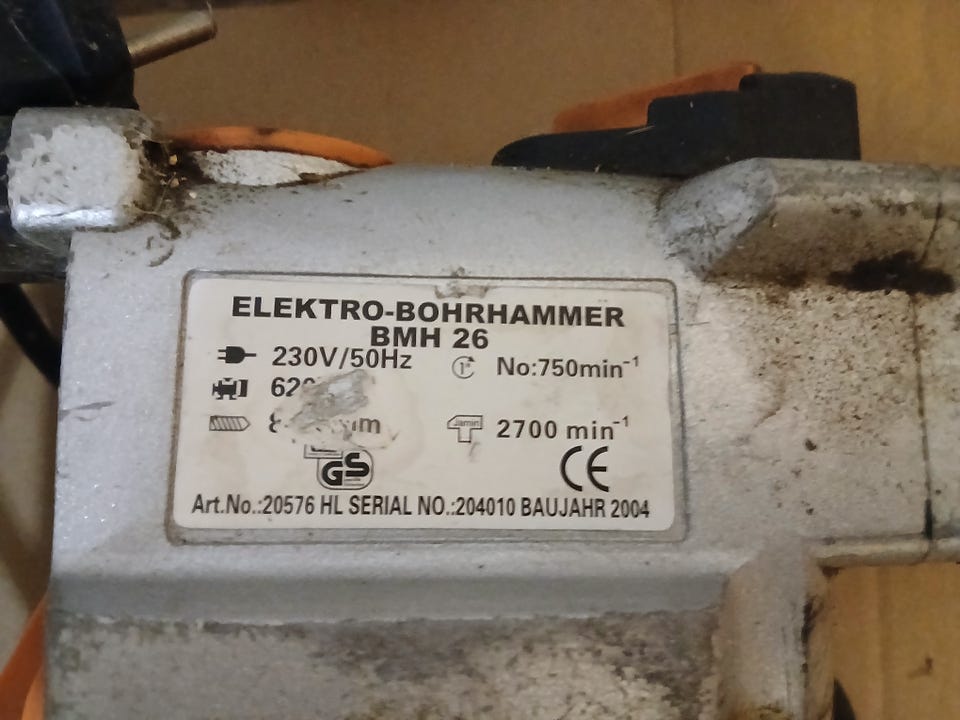 ELEKTRO-BOHRHAMMER
BMH 26
230V/50Hz No:750min⁻¹
2700 min⁻¹
GS CE
Art.No.:20576 HL SERIAL NO.:204010 BAUJAHR 2004